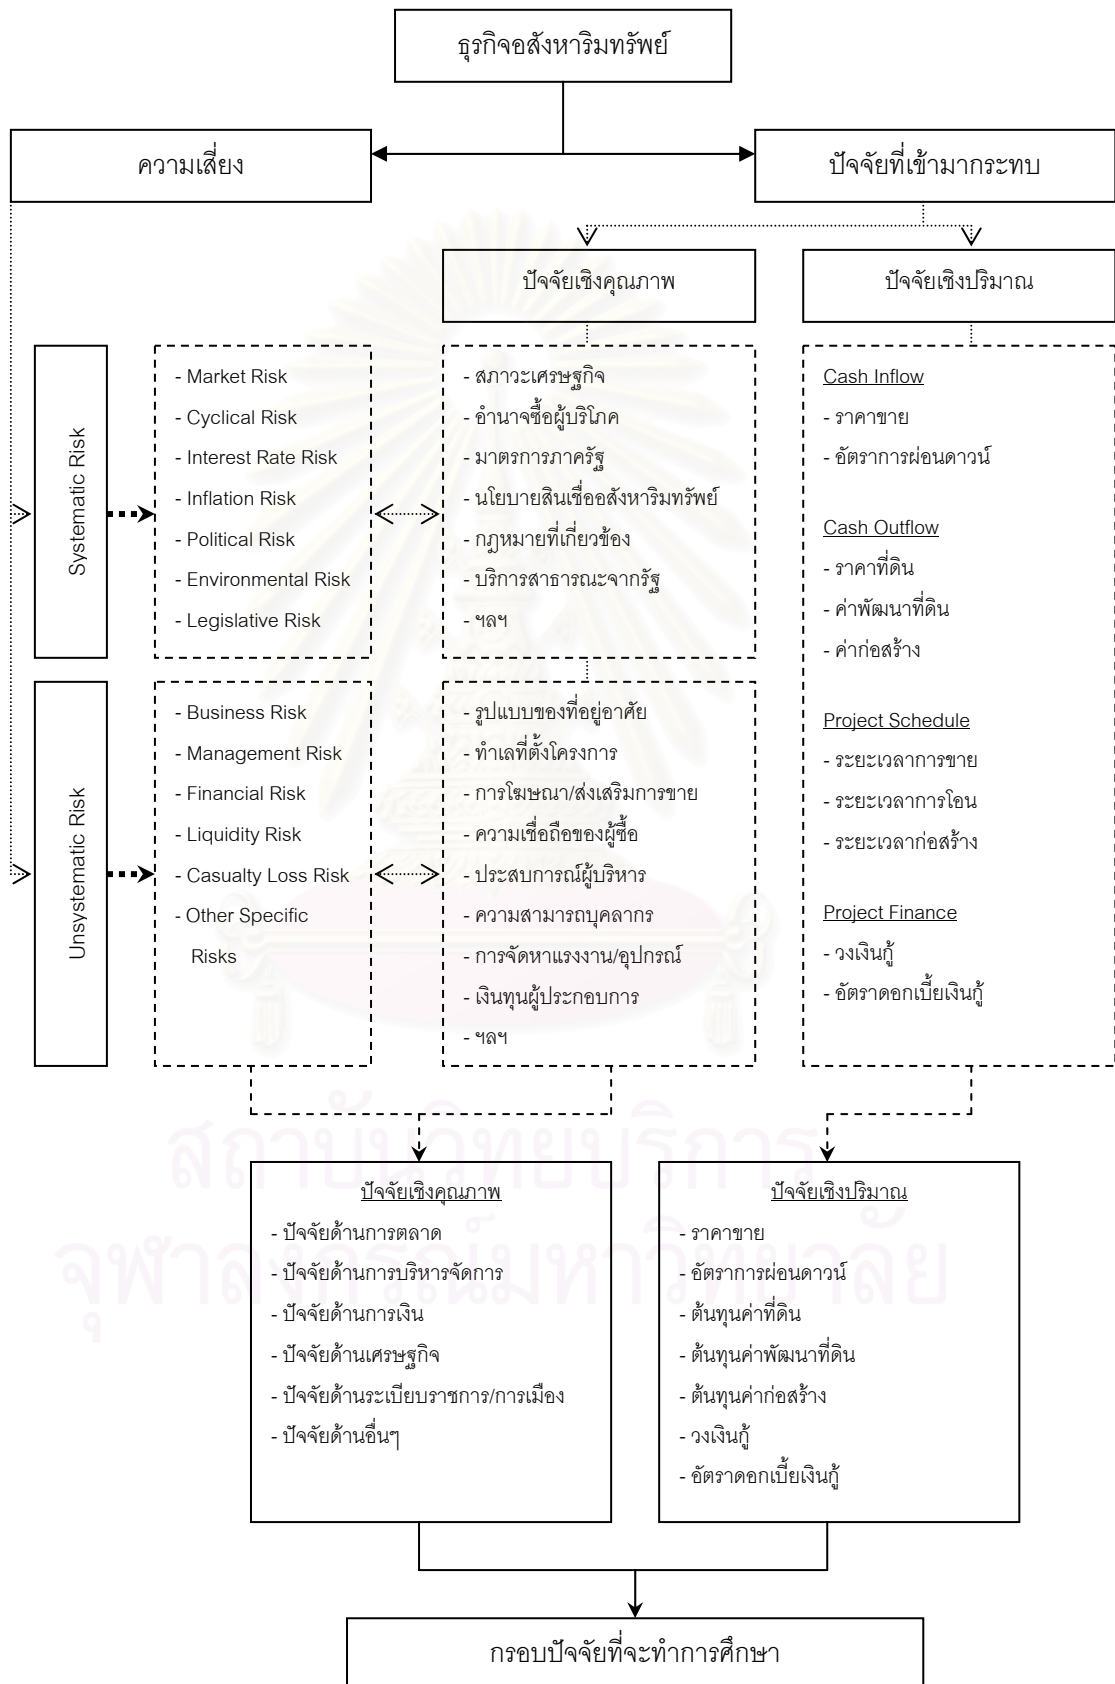 ธุรกิจอสังหาริมทรัพย์
ความเสี่ยง
ปัจจัยที่เข้ามากระทบ
ปัจจัยเชิงคุณภาพ
ปัจจัยเชิงปริมาณ
Systematic Risk
- Market Risk
- Cyclical Risk
- Interest Rate Risk
- Inflation Risk
- Political Risk
- Environmental Risk
- Legislative Risk
- สภาวะเศรษฐกิจ
- อำนาจซื้อผู้บริโภค
- มาตรการภาครัฐ
- นโยบายสินเชื่ออสังหาริมทรัพย์
- กฎหมายที่เกี่ยวข้อง
- บริการสาธารณะจากรัฐ
- ฯลฯ
Cash Inflow
- ราคาขาย
- อัตราการผ่อนดาวน์
Cash Outflow
- ราคาที่ดิน
- ค่าพัฒนาที่ดิน
- ค่าก่อสร้าง
Project Schedule
- ระยะเวลาการขาย
- ระยะเวลาการโอน
- ระยะเวลาก่อสร้าง
Project Finance
- วงเงินกู้
- อัตราดอกเบี้ยเงินกู้
Unsystematic Risk
- Business Risk
- Management Risk
- Financial Risk
- Liquidity Risk
- Casualty Loss Risk
- Other Specific
Risks
- รูปแบบของที่อยู่อาศัย
- ทำเลที่ตั้งโครงการ
- การโฆษณา/ส่งเสริมการขาย
- ความเชื่อถือของผู้ซื้อ
- ประสบการณ์ผู้บริหาร
- ความสามารถบุคลากร
- การจัดหาแรงงาน/อุปกรณ์
- เงินทุนผู้ประกอบการ
- ฯลฯ
สถาบันวิทยบริการ
จุฬาลงกรณ์มหาวิทยาลัย
ปัจจัยเชิงคุณภาพ
- ปัจจัยด้านการตลาด
- ปัจจัยด้านการบริหารจัดการ
- ปัจจัยด้านการเงิน
- ปัจจัยด้านเศรษฐกิจ
- ปัจจัยด้านระเบียบราชการ/การเมือง
- ปัจจัยด้านอื่นๆ
ปัจจัยเชิงปริมาณ
- ราคาขาย
- อัตราการผ่อนดาวน์
- ต้นทุนค่าที่ดิน
- ต้นทุนค่าพัฒนาที่ดิน
- ต้นทุนค่าก่อสร้าง
- วงเงินกู้
- อัตราดอกเบี้ยเงินกู้
กรอบปัจจัยที่จะทำการศึกษา